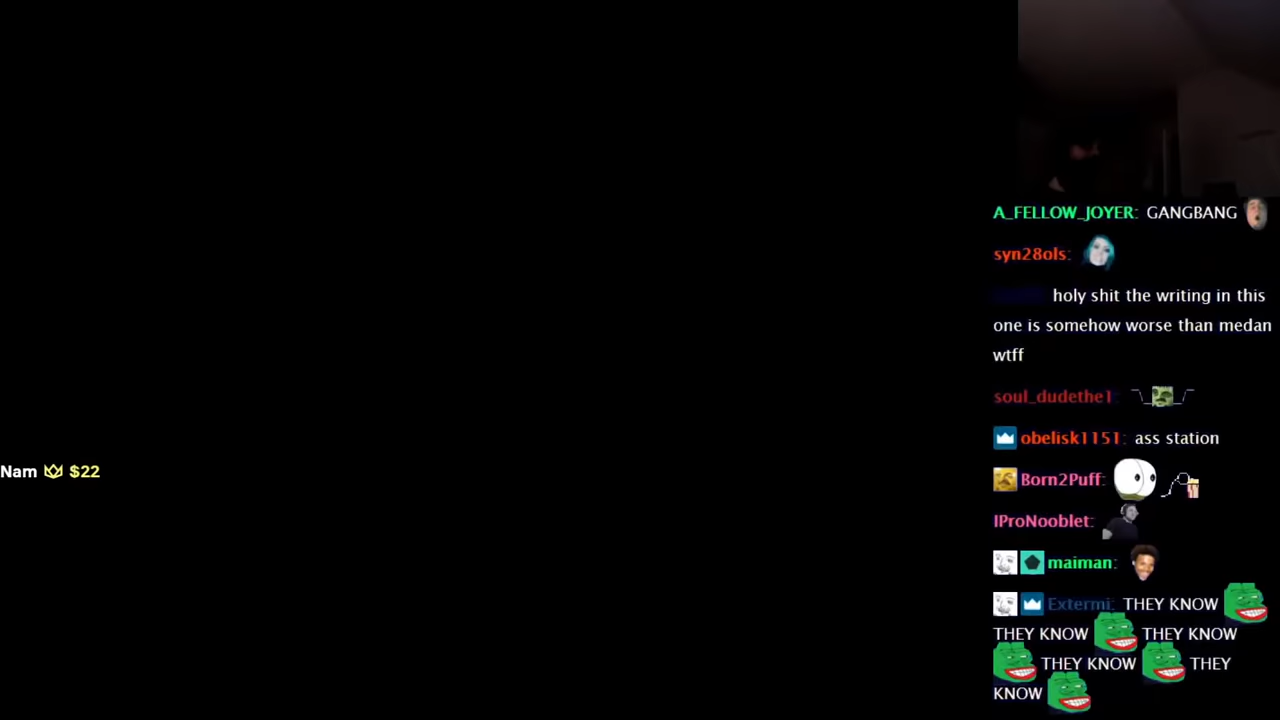 A_FELLOW_JOYER: GANGBANG
syn28ols:
holy shit the writing in this
one is somehow worse than medan
wtff
soul_dudethe1:
obelisk1151: ass station
Nam $22
Born2Puff:
IProNooblet:
maiman:
Extermi: THEY KNOW
THEY KNOW THEY KNOW
THEY KNOW THEY
KNOW